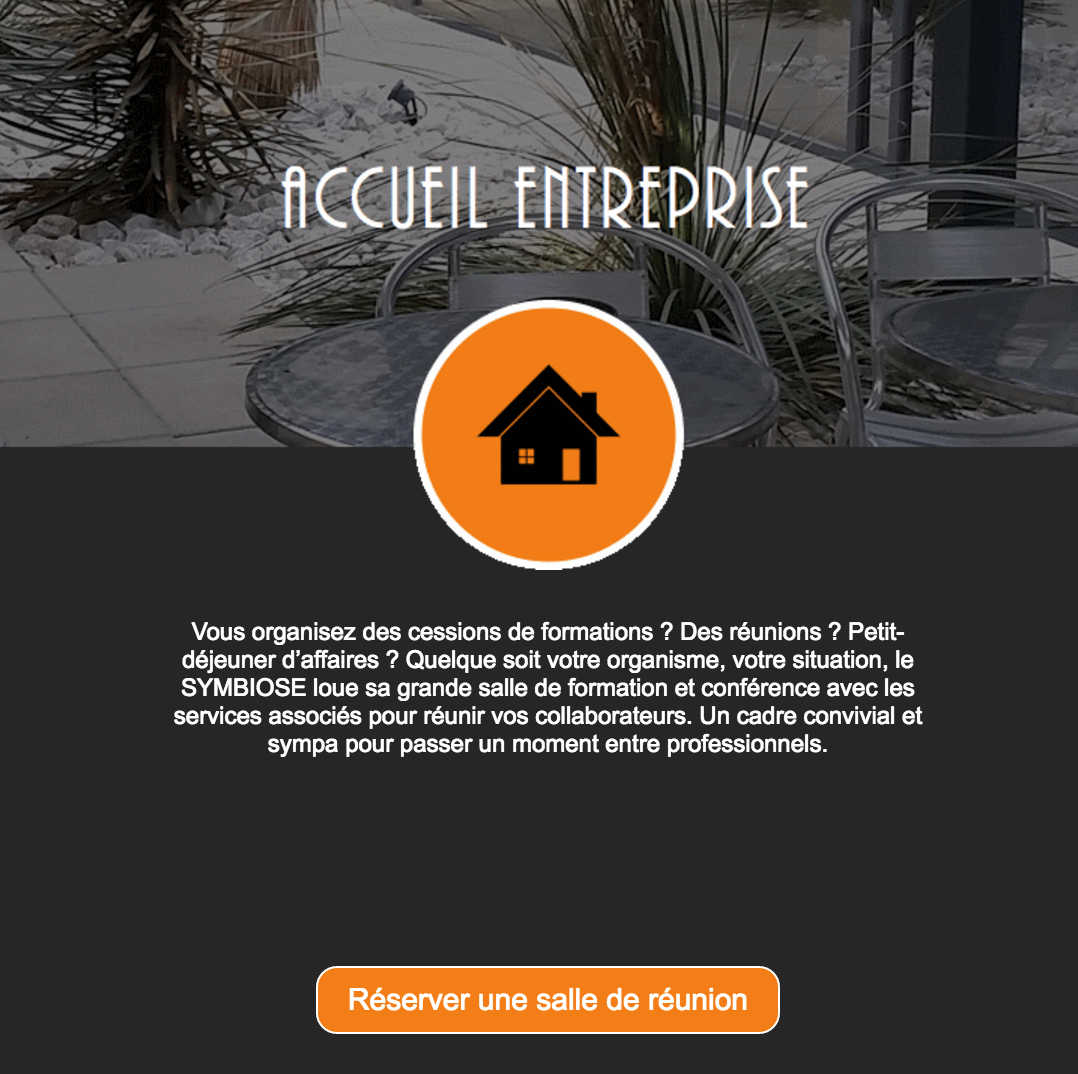 ACCUEIL ENTREPRISE
Vous organisez des cessions de formations ? Des réunions ? Petit-
déjeuner d’affaires ? Quelque soit votre organisme, votre situation, le
SYMBIOSE loue sa grande salle de formation et conférence avec les
services associés pour réunir vos collaborateurs. Un cadre convivial et
sympa pour passer un moment entre professionnels.
Réserver une salle de réunion